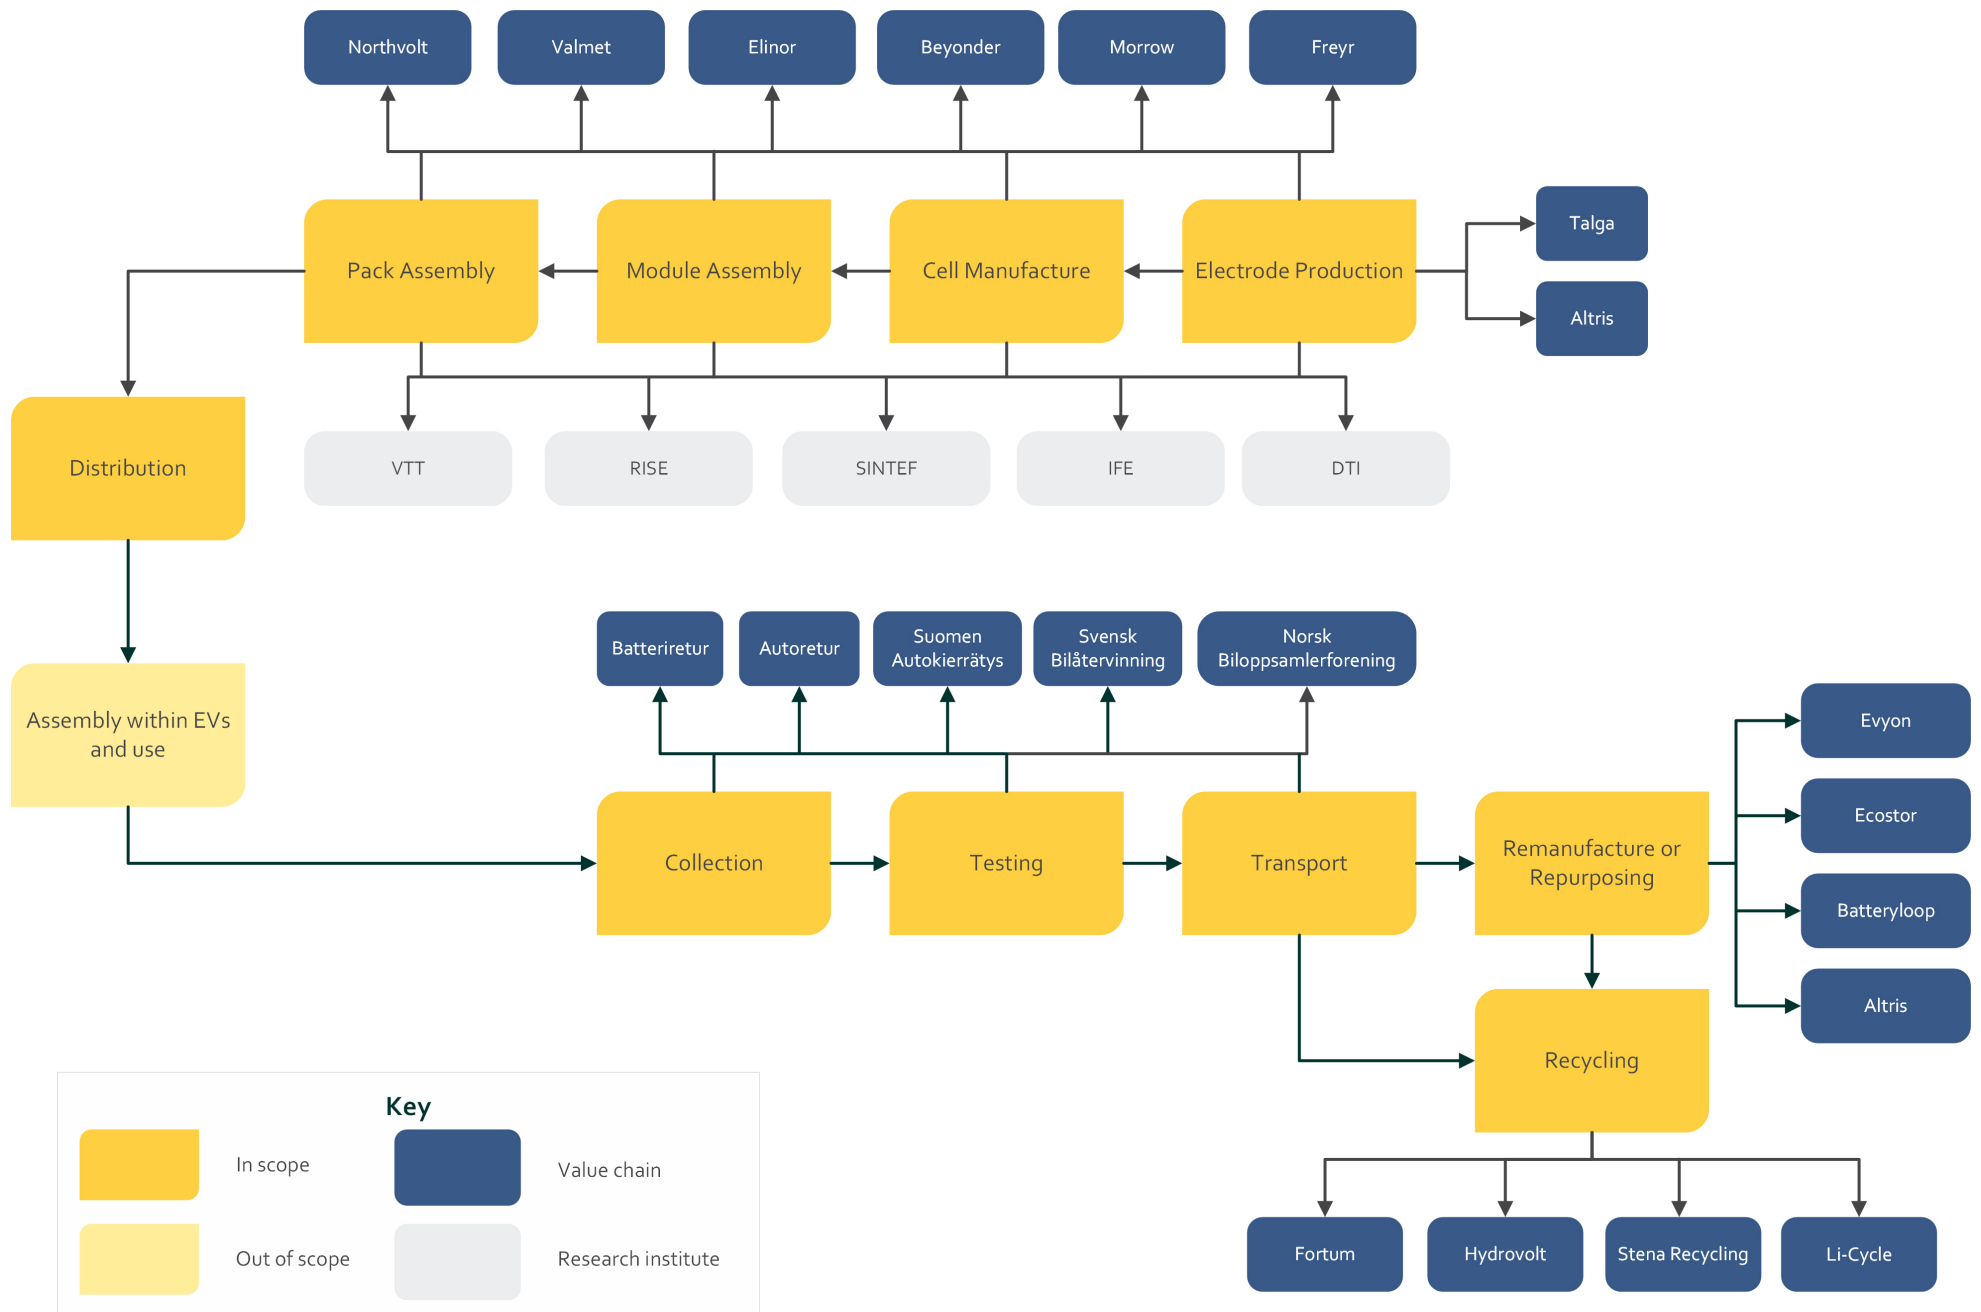 Northvolt
Valmet
Elinor
Beyonder
Morrow
Freyr
Talga
Pack Assembly
Module Assembly
Cell Manufacture
Electrode Production
Altris
Distribution
VTT
RISE
SINTEF
IFE
DTI
Assembly within EVs
and use
Batteriretur
Autoretur
Suomen
Autokierrätys
Svensk
Bilåtervinning
Norsk
Biloppsamlerforening
Evyon
Ecostor
Collection
Testing
Transport
Remanufacture or
Repurposing
Batteryloop
Altris
Recycling
Key
In scope
Value chain
Out of scope
Research institute
Fortum
Hydrovolt
Stena Recycling
Li-Cycle